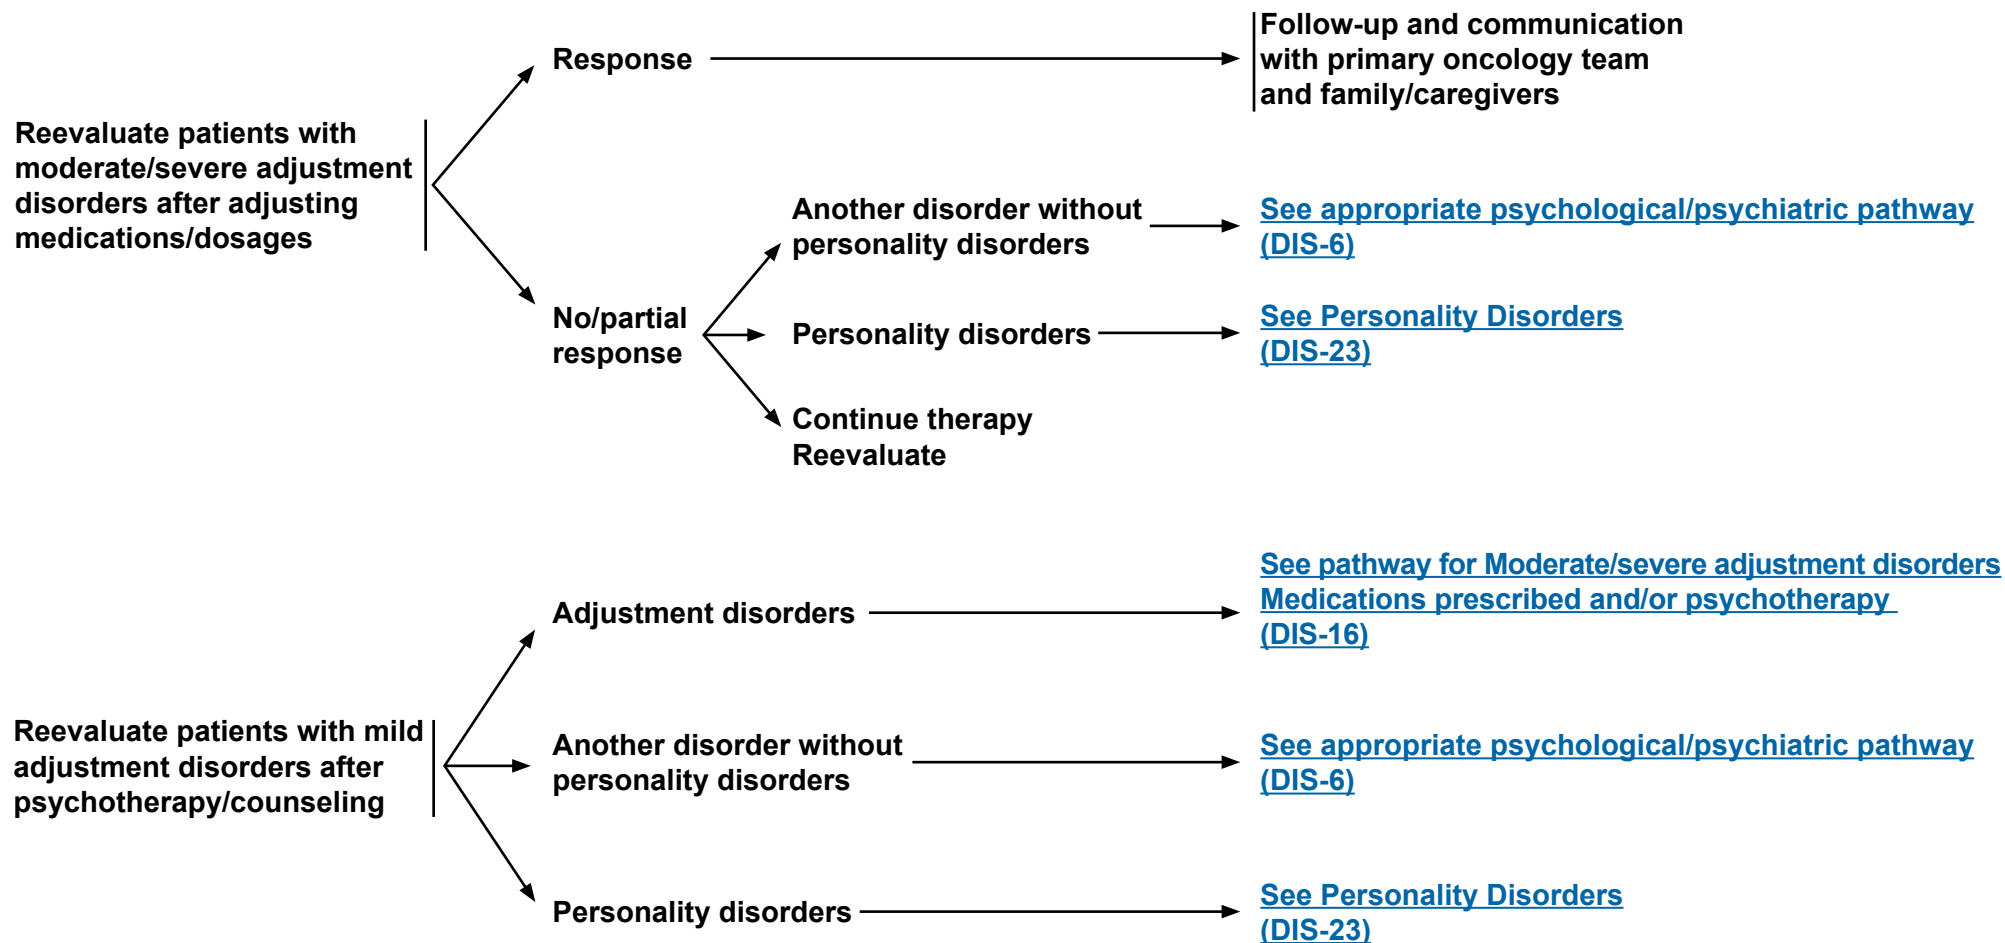 Reevaluate patients with
moderate/severe adjustment
disorders after adjusting
medications/dosages
Response
Follow-up and communication
with primary oncology team
and family/caregivers
No/partial
response
Another disorder without
personality disorders
See appropriate psychological/psychiatric pathway
(DIS-6)
Personality disorders
See Personality Disorders
(DIS-23)
Continue therapy
Reevaluate
Reevaluate patients with mild
adjustment disorders after
psychotherapy/counseling
Adjustment disorders
See pathway for Moderate/severe adjustment disorders
Medications prescribed and/or psychotherapy
(DIS-16)
Another disorder without
personality disorders
See appropriate psychological/psychiatric pathway
(DIS-6)
Personality disorders
See Personality Disorders
(DIS-23)